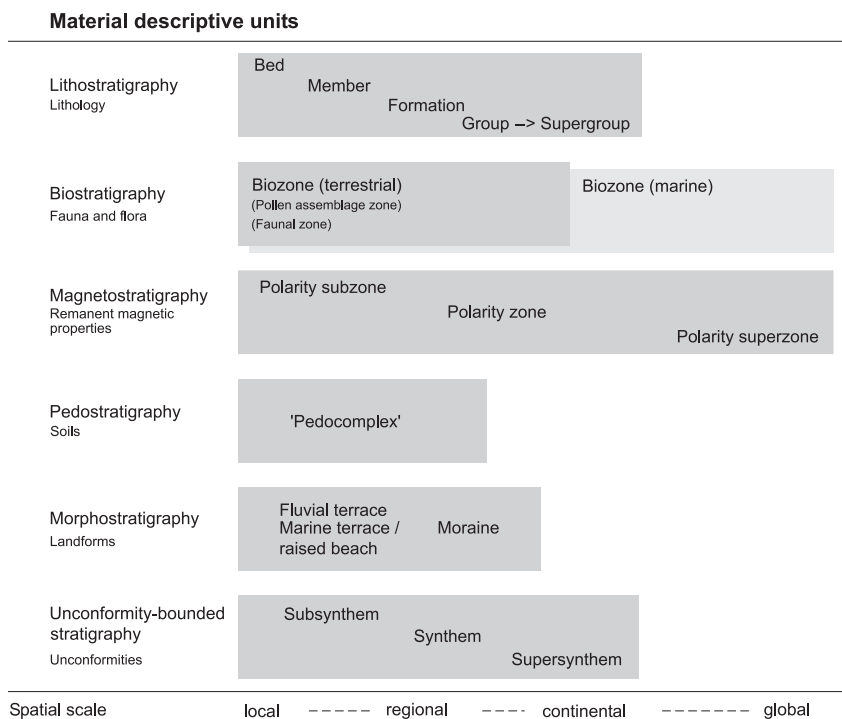 Material descriptive units
Lithostratigraphy
Lithology
Bed
Member
Formation
Group –> Supergroup
Biostratigraphy
Fauna and flora
Biozone (terrestrial)
(Pollen assemblage zone)
(Faunal zone)
Biozone (marine)
Magnetostratigraphy
Remanent magnetic
properties
Polarity subzone
Polarity zone
Polarity superzone
Pedostratigraphy
Soils
'Pedocomplex'
Morphostratigraphy
Landforms
Fluvial terrace
Marine terrace /
raised beach
Moraine
Unconformity-bounded
stratigraphy
Unconformities
Subsynthem
Synthem
Supersynthem
Spatial scale local ----- regional ---- continental ------- global